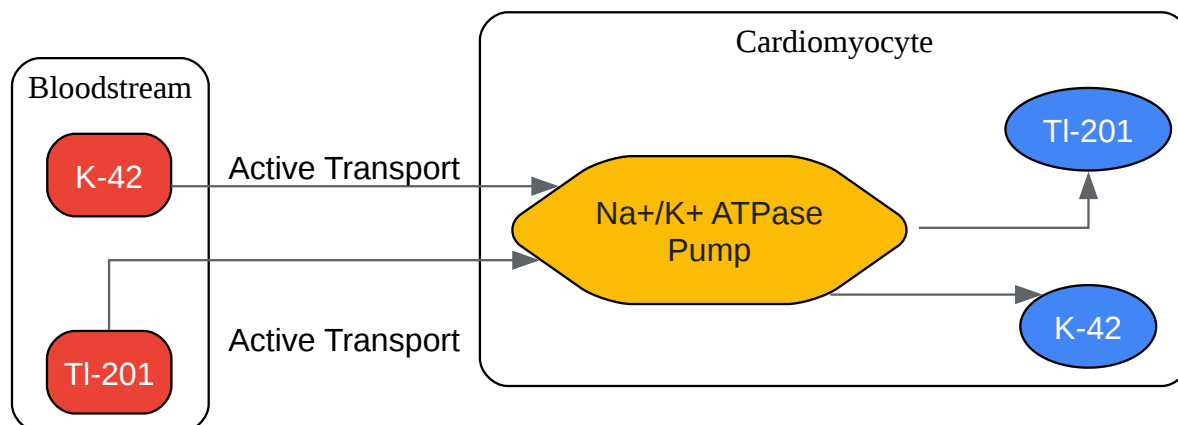 Cardiomyocyte
Bloodstream
Tl-201
K-42
Active Transport
Na+/K+ ATPase
Pump
K-42
Active Transport
Tl-201